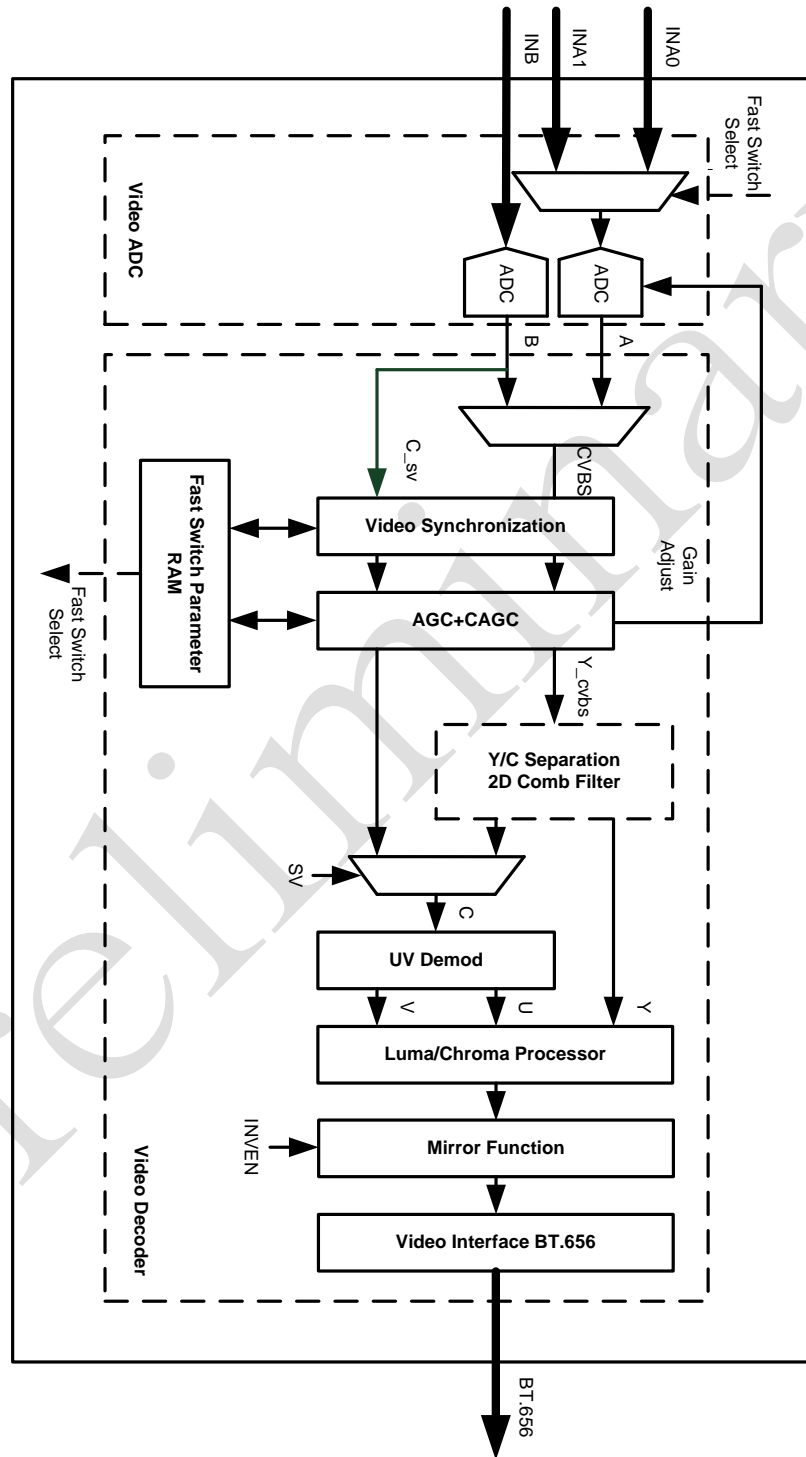 INB
INA1
INA0
Fast Switch
Select
Video ADC
ADC
ADC
B
A
C_sv
CVBS
Fast Switch Parameter
RAM
Video Synchronization
Gain
Adjust
Fast Switch
Select
AGC+CAGC
Y_cvbs
Y/C Separation
2D Comb Filter
SV
C
UV Demod
V
U
Y
Luma/Chroma Processor
INVEN
Mirror Function
Video Decoder
Video Interface BT.656
BT.656